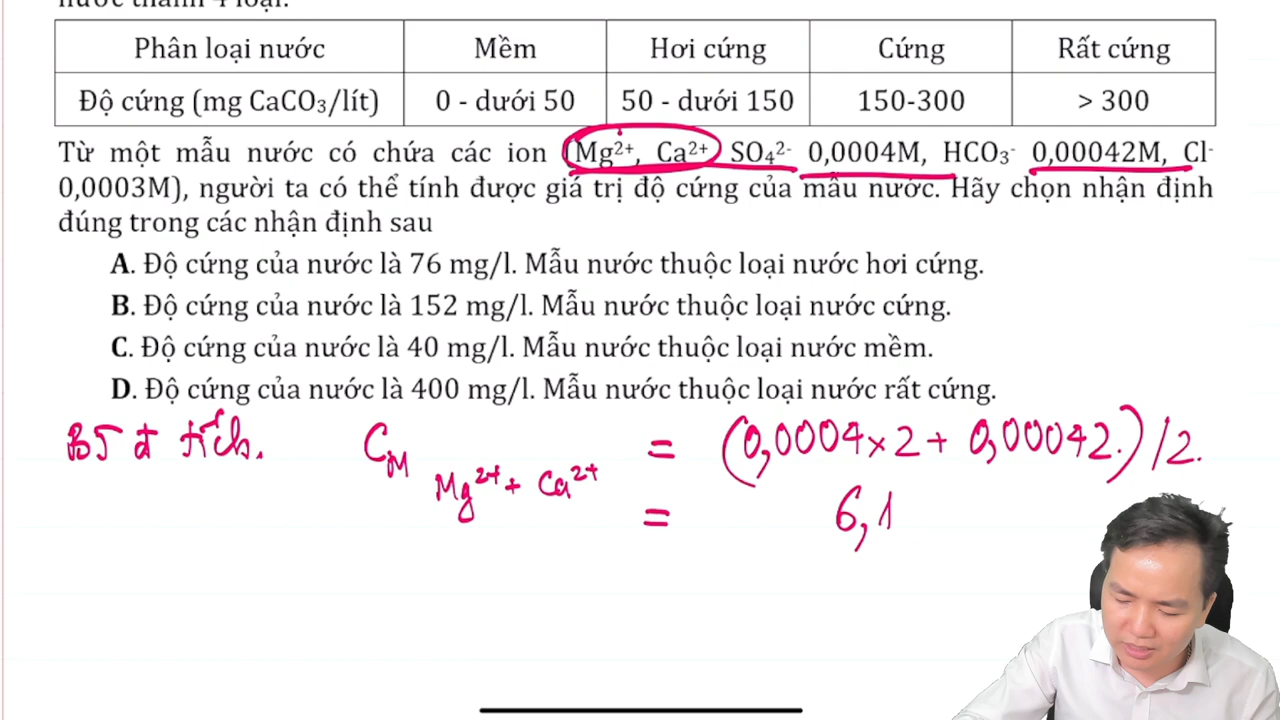 nước thành 4 loại.
Phân loại nước Mềm Hơi cứng Cứng Rất cứng
Độ cứng (mg CaCO₃/lít) 0 - dưới 50 50 - dưới 150 150-300 > 300
Từ một mẫu nước có chứa các ion (Mg²⁺, Ca²⁺ SO₄²⁻ 0,0004M, HCO₃⁻ 0,00042M, Cl⁻
0,0003M), người ta có thể tính được giá trị độ cứng của mẫu nước. Hãy chọn nhận định
đúng trong các nhận định sau
A. Độ cứng của nước là 76 mg/l. Mẫu nước thuộc loại nước hơi cứng.
B. Độ cứng của nước là 152 mg/l. Mẫu nước thuộc loại nước cứng.
C. Độ cứng của nước là 40 mg/l. Mẫu nước thuộc loại nước mềm.
D. Độ cứng của nước là 400 mg/l. Mẫu nước thuộc loại nước rất cứng.
BT đ tích. C_M Mg²⁺ + Ca²⁺ = (0,0004 × 2 + 0,00042.) / 2.
= 6,1